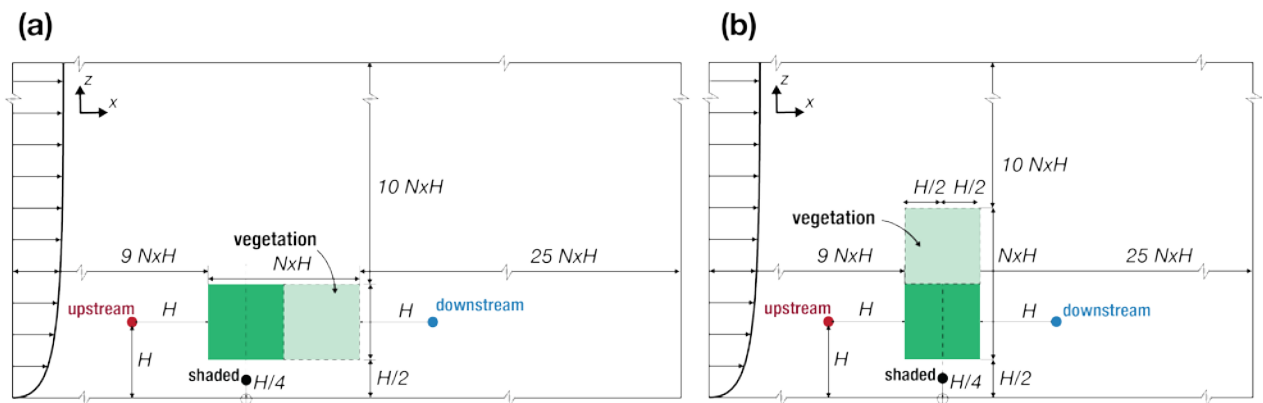 (a)
z
x
10 NxH
vegetation
9 NxH
NxH
25 NxH
upstream
H
H
downstream
H
shaded
H/4
H/2
(b)
z
x
10 NxH
H/2 H/2
vegetation
9 NxH
NxH
25 NxH
upstream
H
H
downstream
H
shaded
H/4
H/2